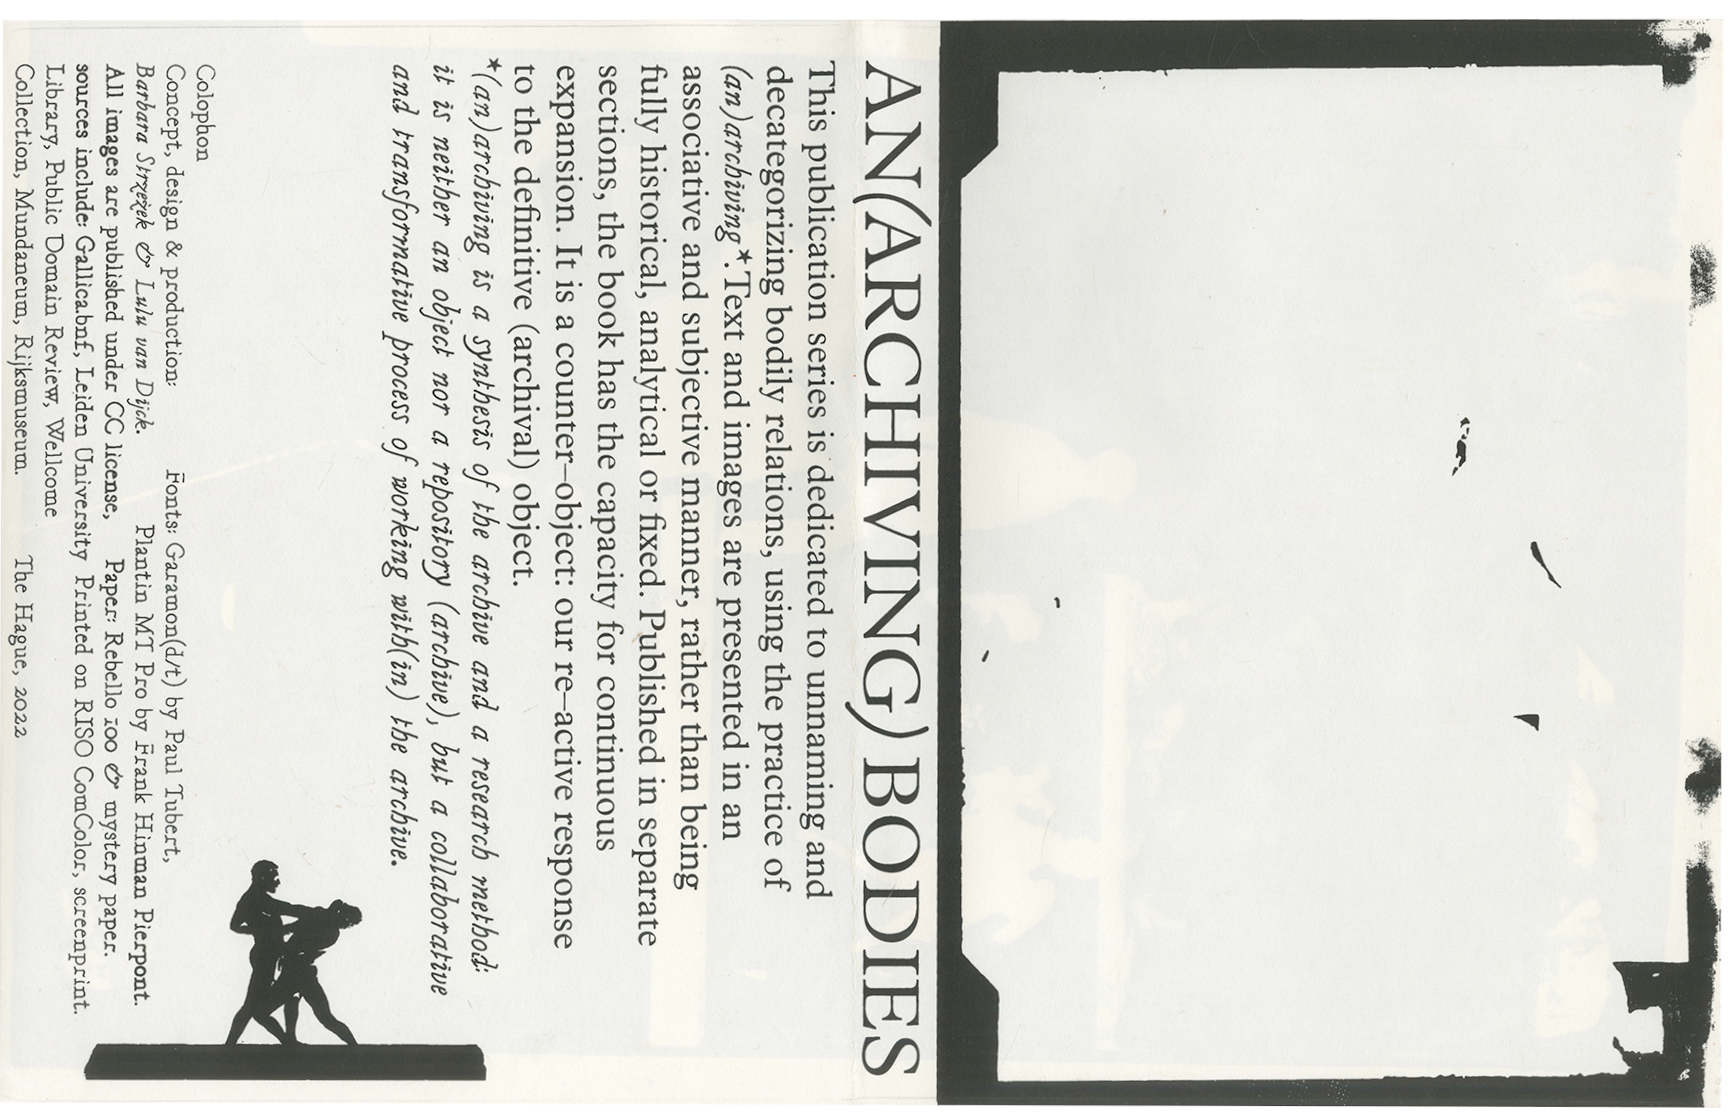 AN(ARCHIVING) BODIES
This publication series is dedicated to unnaming and
decategorizing bodily relations, using the practice of
(an)archiving*. Text and images are presented in an
associative and subjective manner, rather than being
fully historical, analytical or fixed. Published in separate
sections, the book has the capacity for continuous
expansion. It is a counter–object: our re–active response
to the definitive (archival) object.
*(an)archiving is a synthesis of the archive and a research method:
it is neither an object nor a repository (archive), but a collaborative
and transformative process of working with(in) the archive.
Colophon
Concept, design & production:
Barbara Strzeżek & Lulu van Dijck.
All images are published under CC license,
sources include: Gallica.bnf, Leiden University
Library, Public Domain Review, Wellcome
Collection, Mundaneum, Rijksmuseum.
Fonts: Garamon(d/t) by Paul Tubert,
Plantin MT Pro by Frank Hinman Pierpont.
Paper: Rebello 100 & mystery paper.
Printed on RISO ComColor, screenprint.
The Hague, 2022